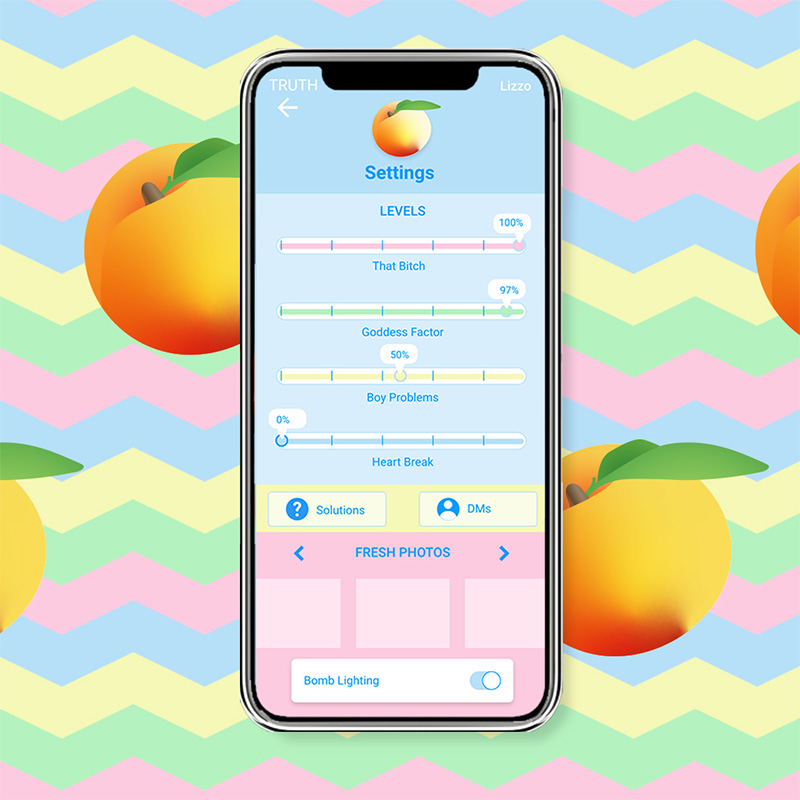 TRUTH Lizzo
Settings
LEVELS
100%
That Bitch
97%
Goddess Factor
50%
Boy Problems
0%
Heart Break
Solutions DMs
FRESH PHOTOS
Bomb Lighting